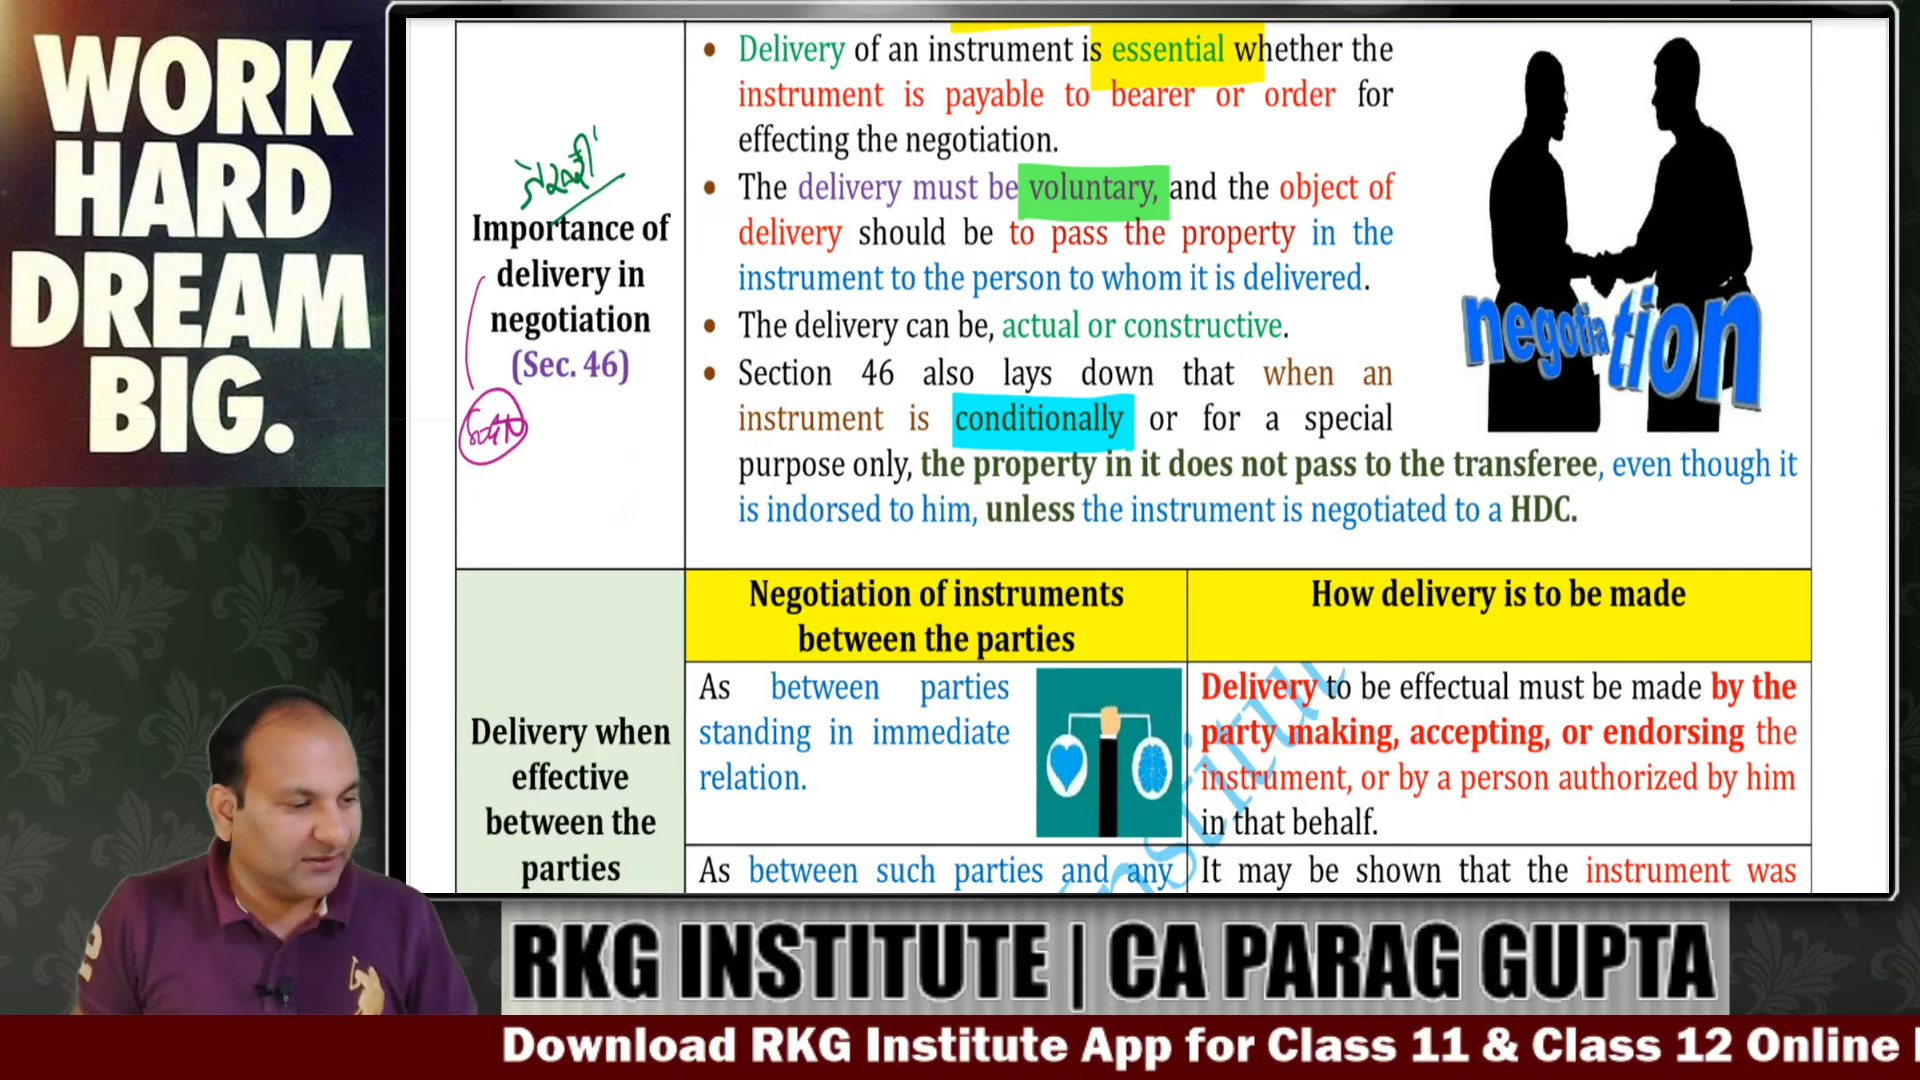 WORK
HARD
DREAM
BIG.
Importance of
delivery in
negotiation
(Sec. 46)
• Delivery of an instrument is essential whether the
instrument is payable to bearer or order for
effecting the negotiation.
• The delivery must be voluntary, and the object of
delivery should be to pass the property in the
instrument to the person to whom it is delivered.
• The delivery can be, actual or constructive.
• Section 46 also lays down that when an
instrument is conditionally or for a special
purpose only, the property in it does not pass to the transferee, even though it
is indorsed to him, unless the instrument is negotiated to a HDC.
negotiation
Delivery when
effective
between the
parties
Negotiation of instruments
between the parties
How delivery is to be made
As between parties
standing in immediate
relation.
Delivery to be effectual must be made by the
party making, accepting, or endorsing the
instrument, or by a person authorized by him
in that behalf.
As between such parties and any
It may be shown that the instrument was
RKG INSTITUTE | CA PARAG GUPTA
Download RKG Institute App for Class 11 & Class 12 Online